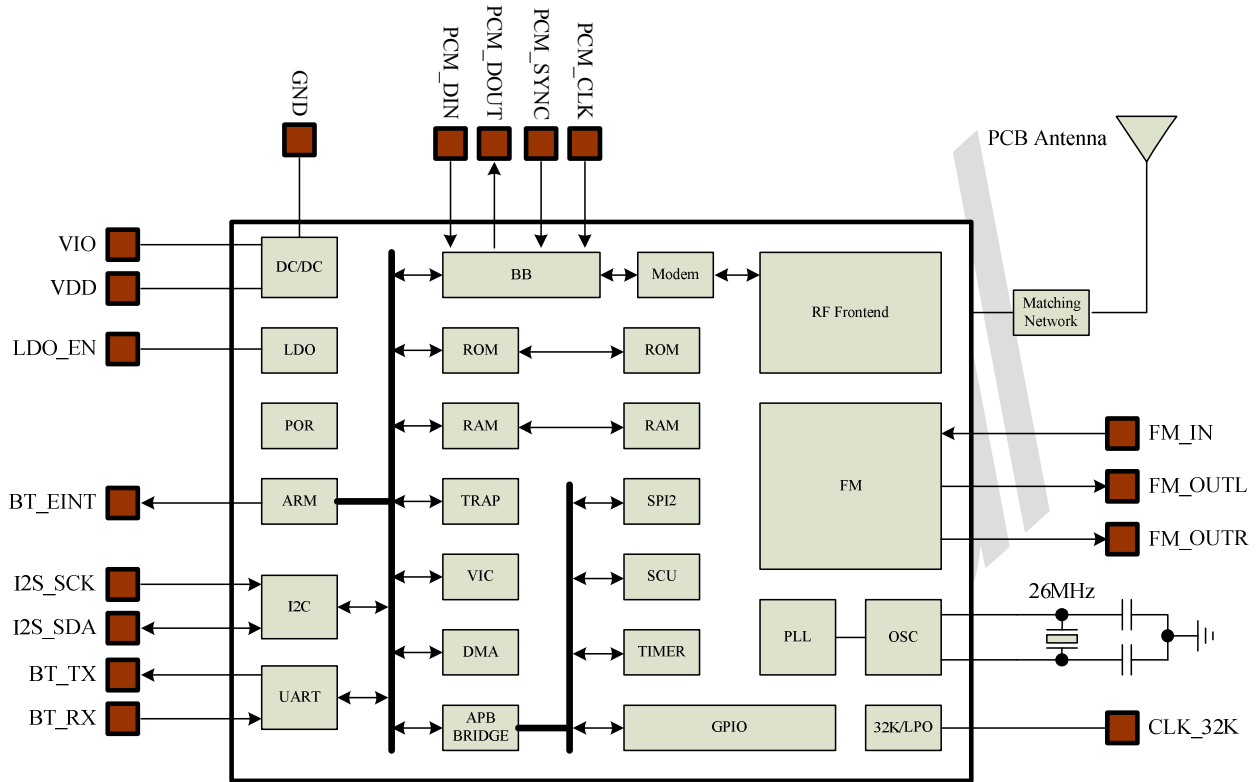 GND
PCM_DIN
PCM_DOUT
PCM_SYNC
PCM_CLK
PCB Antenna
VIO
VDD
LDO_EN
BT_EINT
I2S_SCK
I2S_SDA
BT_TX
BT_RX
DC/DC
LDO
POR
ARM
I2C
UART
BB
Modem
RF Frontend
Matching
Network
ROM
ROM
RAM
RAM
TRAP
SPI2
VIC
SCU
DMA
TIMER
APB
BRIDGE
GPIO
FM
FM_IN
FM_OUTL
FM_OUTR
PLL
OSC
26MHz
32K/LPO
CLK_32K